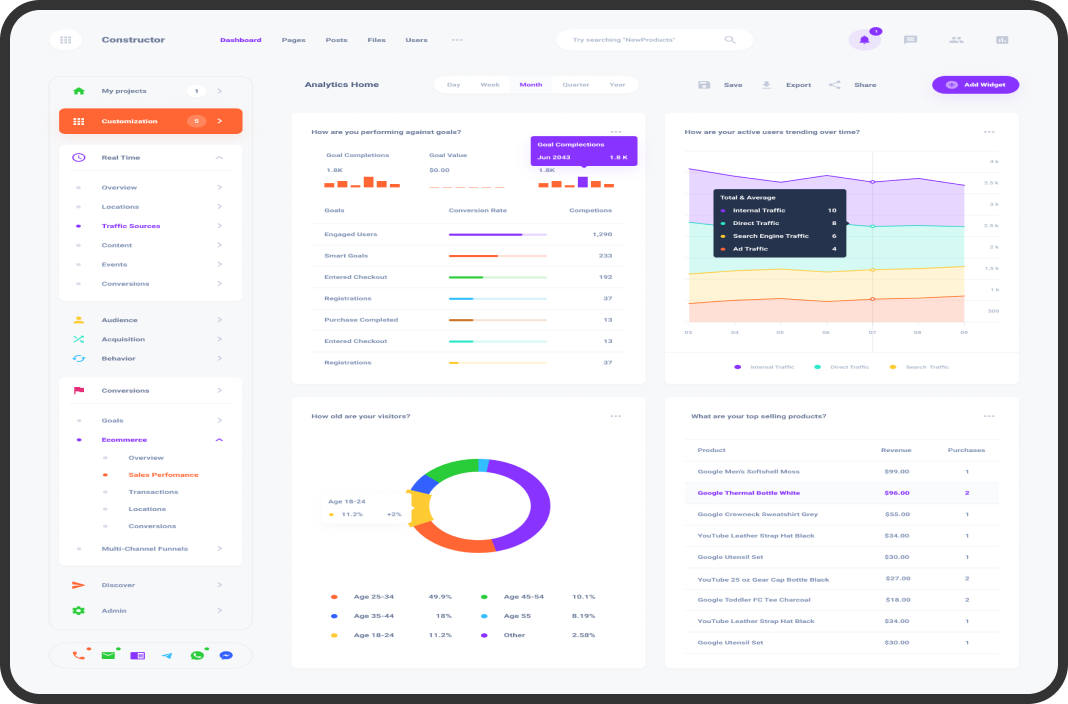 Constructor
Dashboard Pages Posts Files Users
Try searching "NewProducts"
1
My projects 1
Customization 5
Real Time
Overview
Locations
Traffic Sources
Content
Events
Conversions
Audience
Acquisition
Behavior
Conversions
Goals
Ecommerce
Overview
Sales Perfomance
Transactions
Locations
Conversions
Multi-Channel Funnels
Discover
Admin
Analytics Home
Day Week Month Quarter Year
Save Export Share
Add Widget
How are you performing against goals?
Goal Complections
Jun 2043 1.8 K
Goal Completions Goal Value
1.8K $0.00 1.8K
Goals Conversion Rate Competions
Engaged Users 1,290
Smart Goals 233
Entered Checkout 192
Registrations 37
Purchase Completed 13
Entered Checkout 13
Registrations 37
How are your active users trending over time?
4 k
3.5 k
3 k
2.5 k
2 k
1.5 k
1 k
500
Total & Average
Internal Traffic 10
Direct Traffic 8
Search Engine Traffic 6
Ad Traffic 4
03 04 05 06 07 08 09
Internal Traffic Direct Traffic Search Traffic
How old are your visitors?
Age 18-24
11.2% +2%
Age 25-34 49.9% Age 45-54 10.1%
Age 35-44 18% Age 55 8.19%
Age 18-24 11.2% Other 2.58%
What are your top selling products?
Product Revenue Purchases
Google Men's Softshell Moss $99.00 1
Google Thermal Bottle White $96.00 2
Google Crewneck Sweatshirt Grey $55.00 1
YouTube Leather Strap Hat Black $34.00 1
Google Utensil Set $30.00 1
YouTube 25 oz Gear Cap Bottle Black $27.00 2
Google Toddler FC Tee Charcoal $18.00 2
YouTube Leather Strap Hat Black $34.00 1
Google Utensil Set $30.00 1